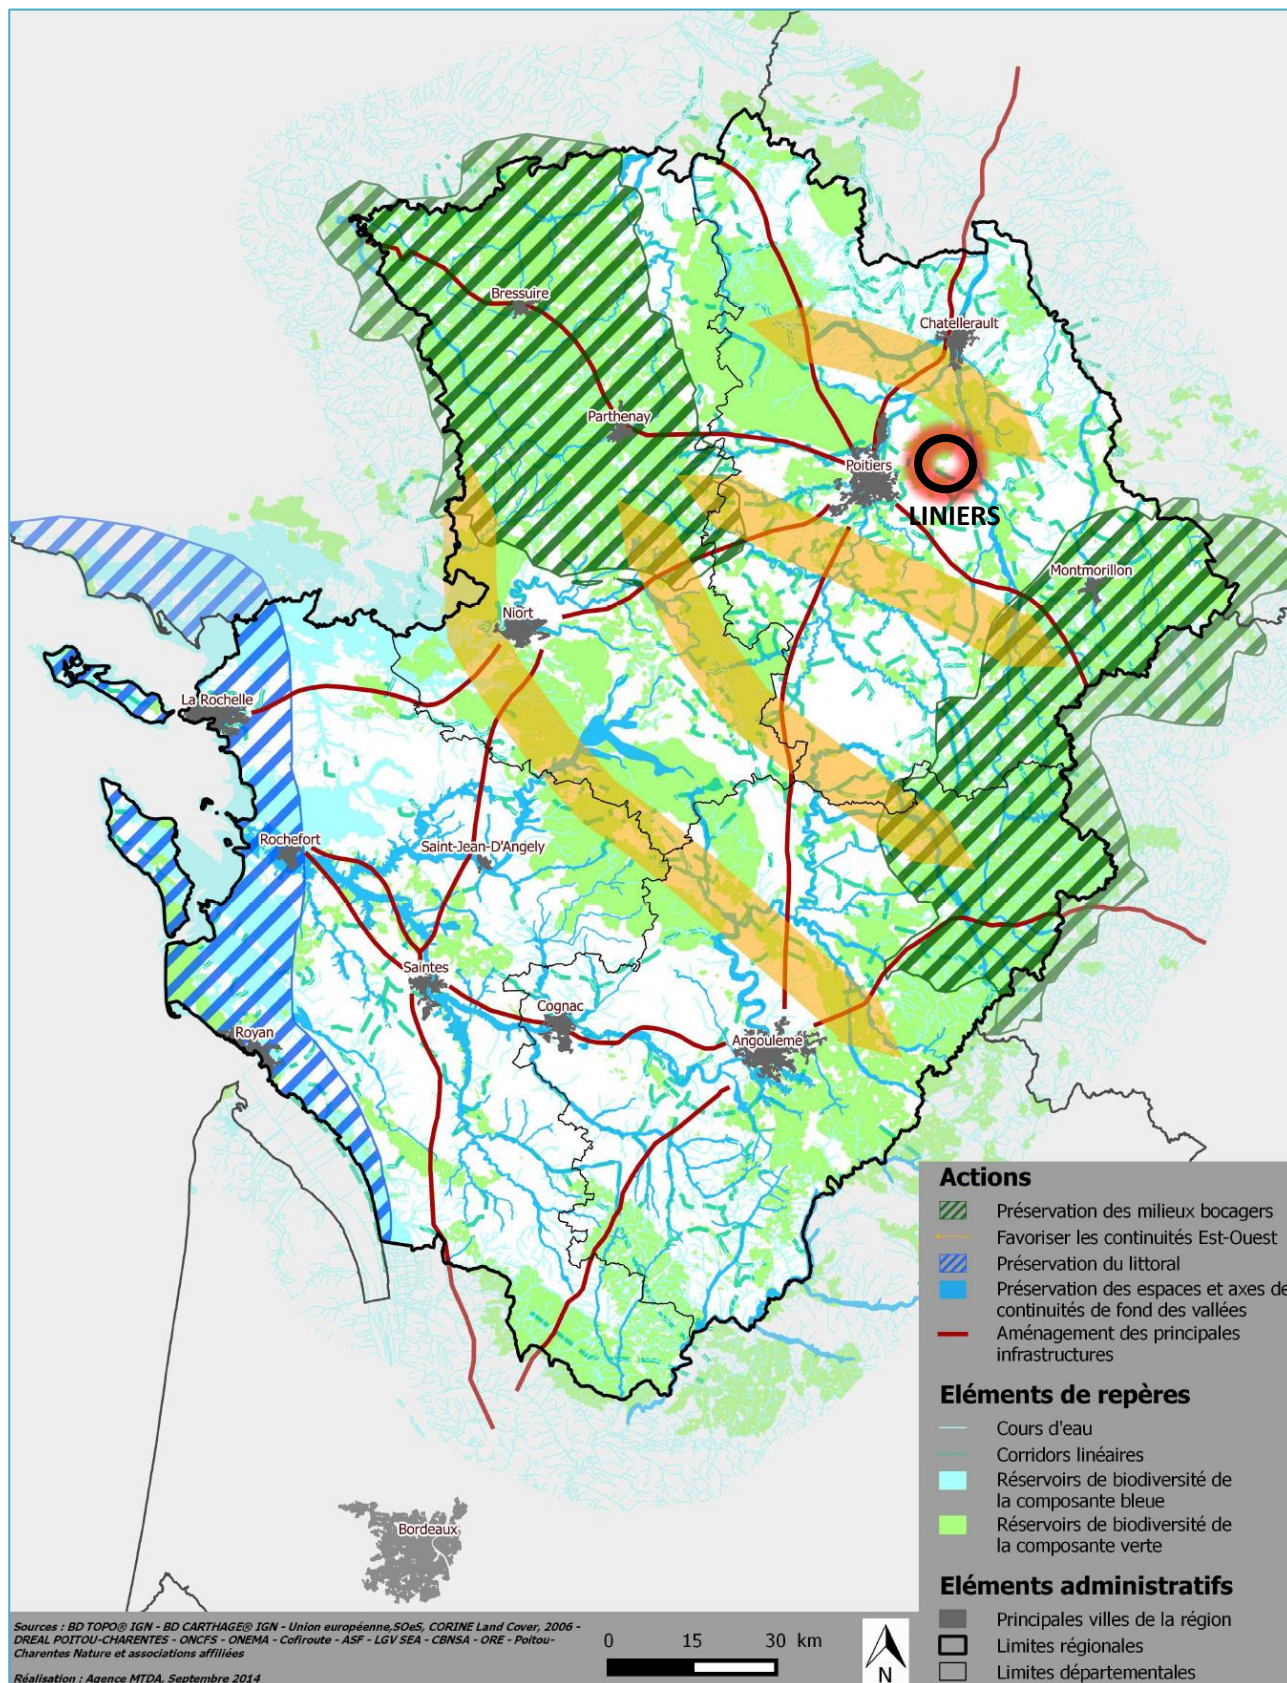 Bressuire
Chatellerault
Parthenay
Poitiers
LINIERS
Montmorillon
Niort
La Rochelle
Rochefort
Saint-Jean-D'Angely
Saintes
Cognac
Royan
Angouleme
Bordeaux
Actions
Préservation des milieux bocagers
Favoriser les continuités Est-Ouest
Préservation du littoral
Préservation des espaces et axes de
continuités de fond des vallées
Aménagement des principales
infrastructures
Eléments de repères
Cours d'eau
Corridors linéaires
Réservoirs de biodiversité de
la composante bleue
Réservoirs de biodiversité de
la composante verte
Eléments administratifs
Principales villes de la région
Limites régionales
Limites départementales
Sources : BD TOPO® IGN - BD CARTHAGE® IGN - Union européenne,SOeS, CORINE Land Cover, 2006 -
DREAL POITOU-CHARENTES - ONCFS - ONEMA - Cofiroute - ASF - LGV SEA - CBNSA - ORE - Poitou-
Charentes Nature et associations affiliées
Réalisation : Agence MTDA, Septembre 2014
0 15 30 km
N